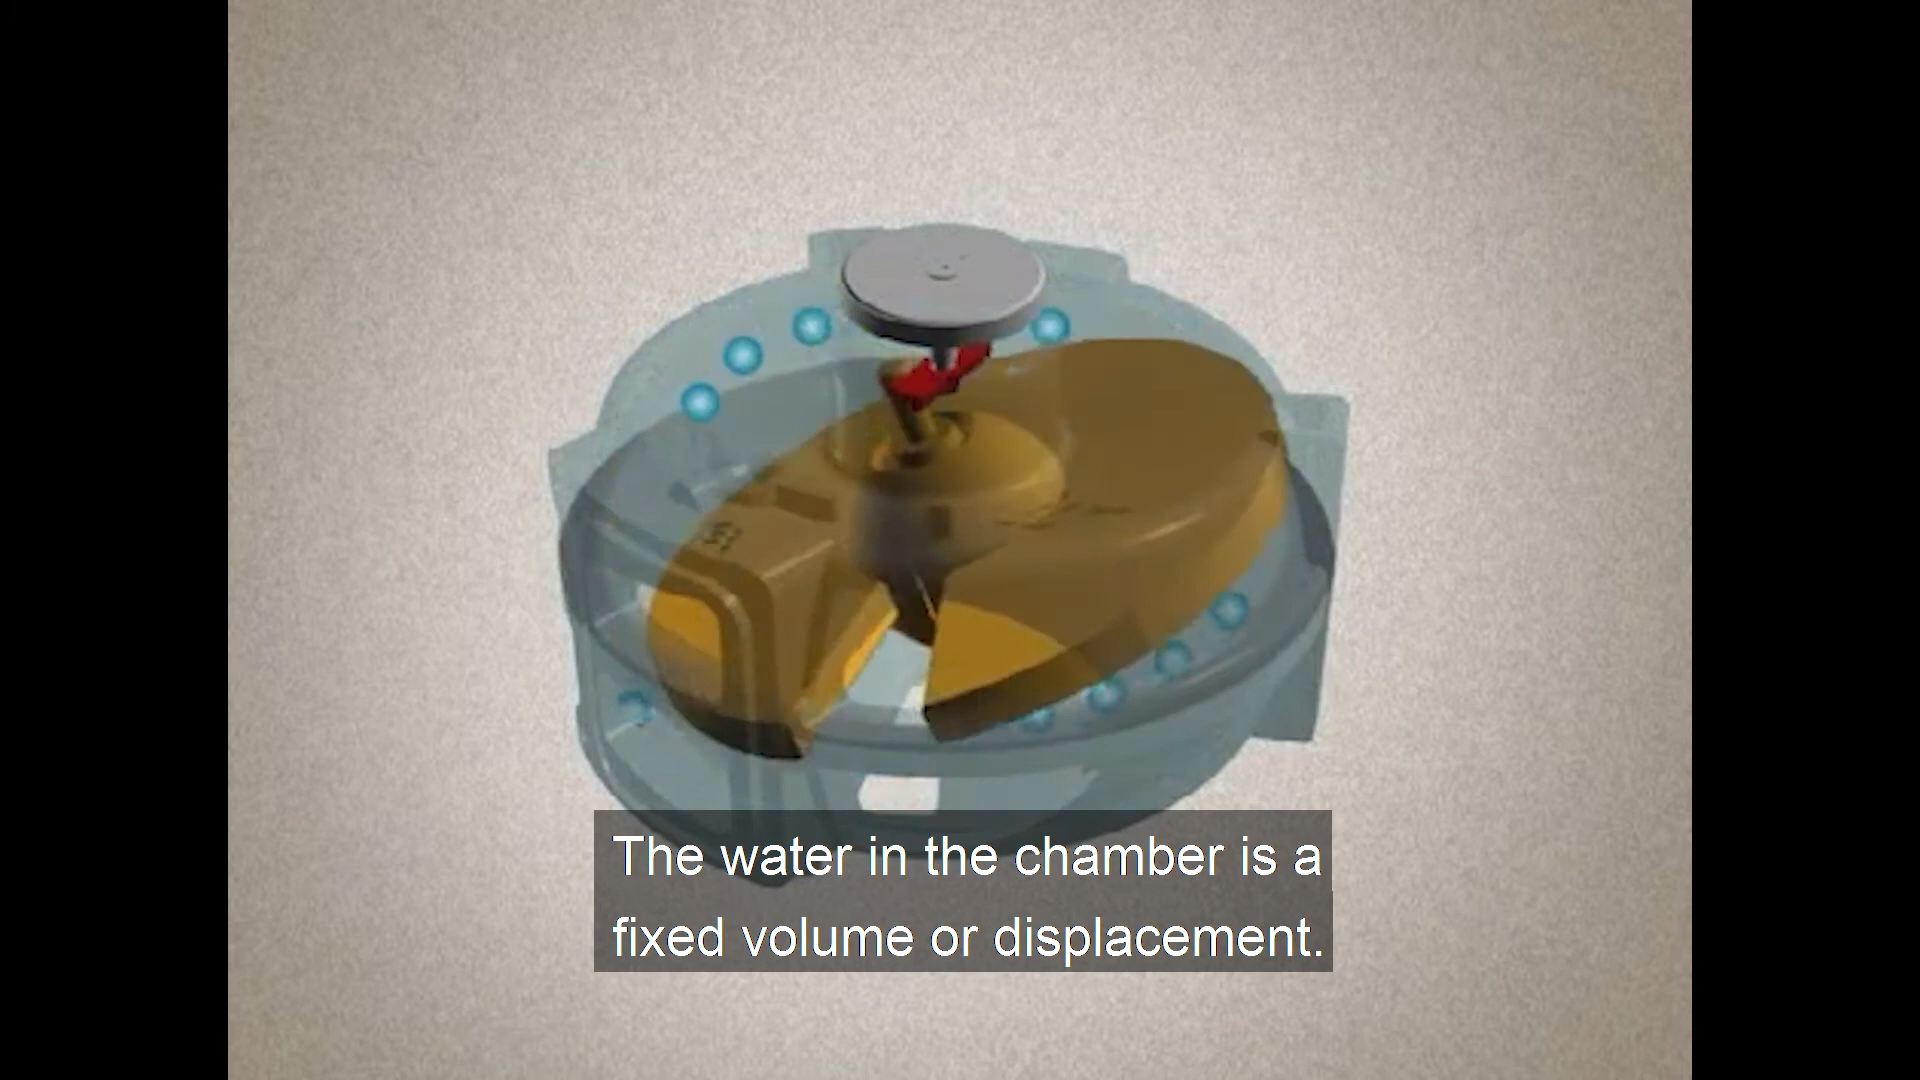 The water in the chamber is a
fixed volume or displacement.